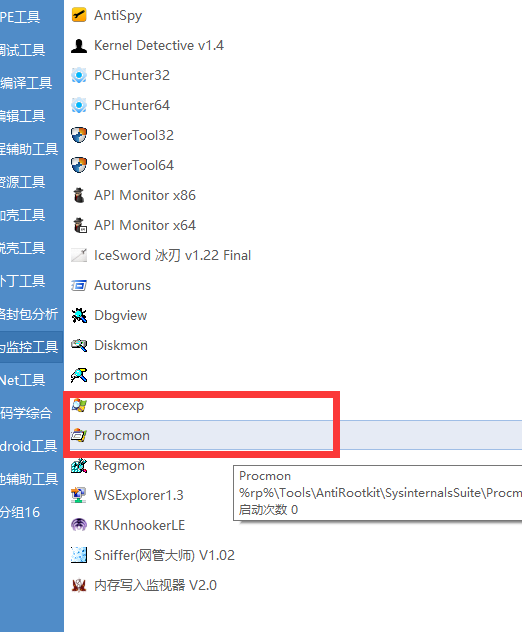 PE工具
试工具
编译工具
编辑工具
程辅助工具
资源工具
加壳工具
脱壳工具
补丁工具
络封包分析
为监控工具
Net工具
码学综合
droid工具
他辅助工具
分组16
AntiSpy
Kernel Detective v1.4
PCHunter32
PCHunter64
PowerTool32
PowerTool64
API Monitor x86
API Monitor x64
IceSword 冰刃 v1.22 Final
Autoruns
Dbgview
Diskmon
portmon
procexp
Procmon
Regmon
WSExplorer1.3
RKUnhookerLE
Sniffer(网管大师) V1.02
内存写入监视器 V2.0
Procmon
%rp%\Tools\AntiRootkit\SysinternalsSuite\Procm
启动次数 0